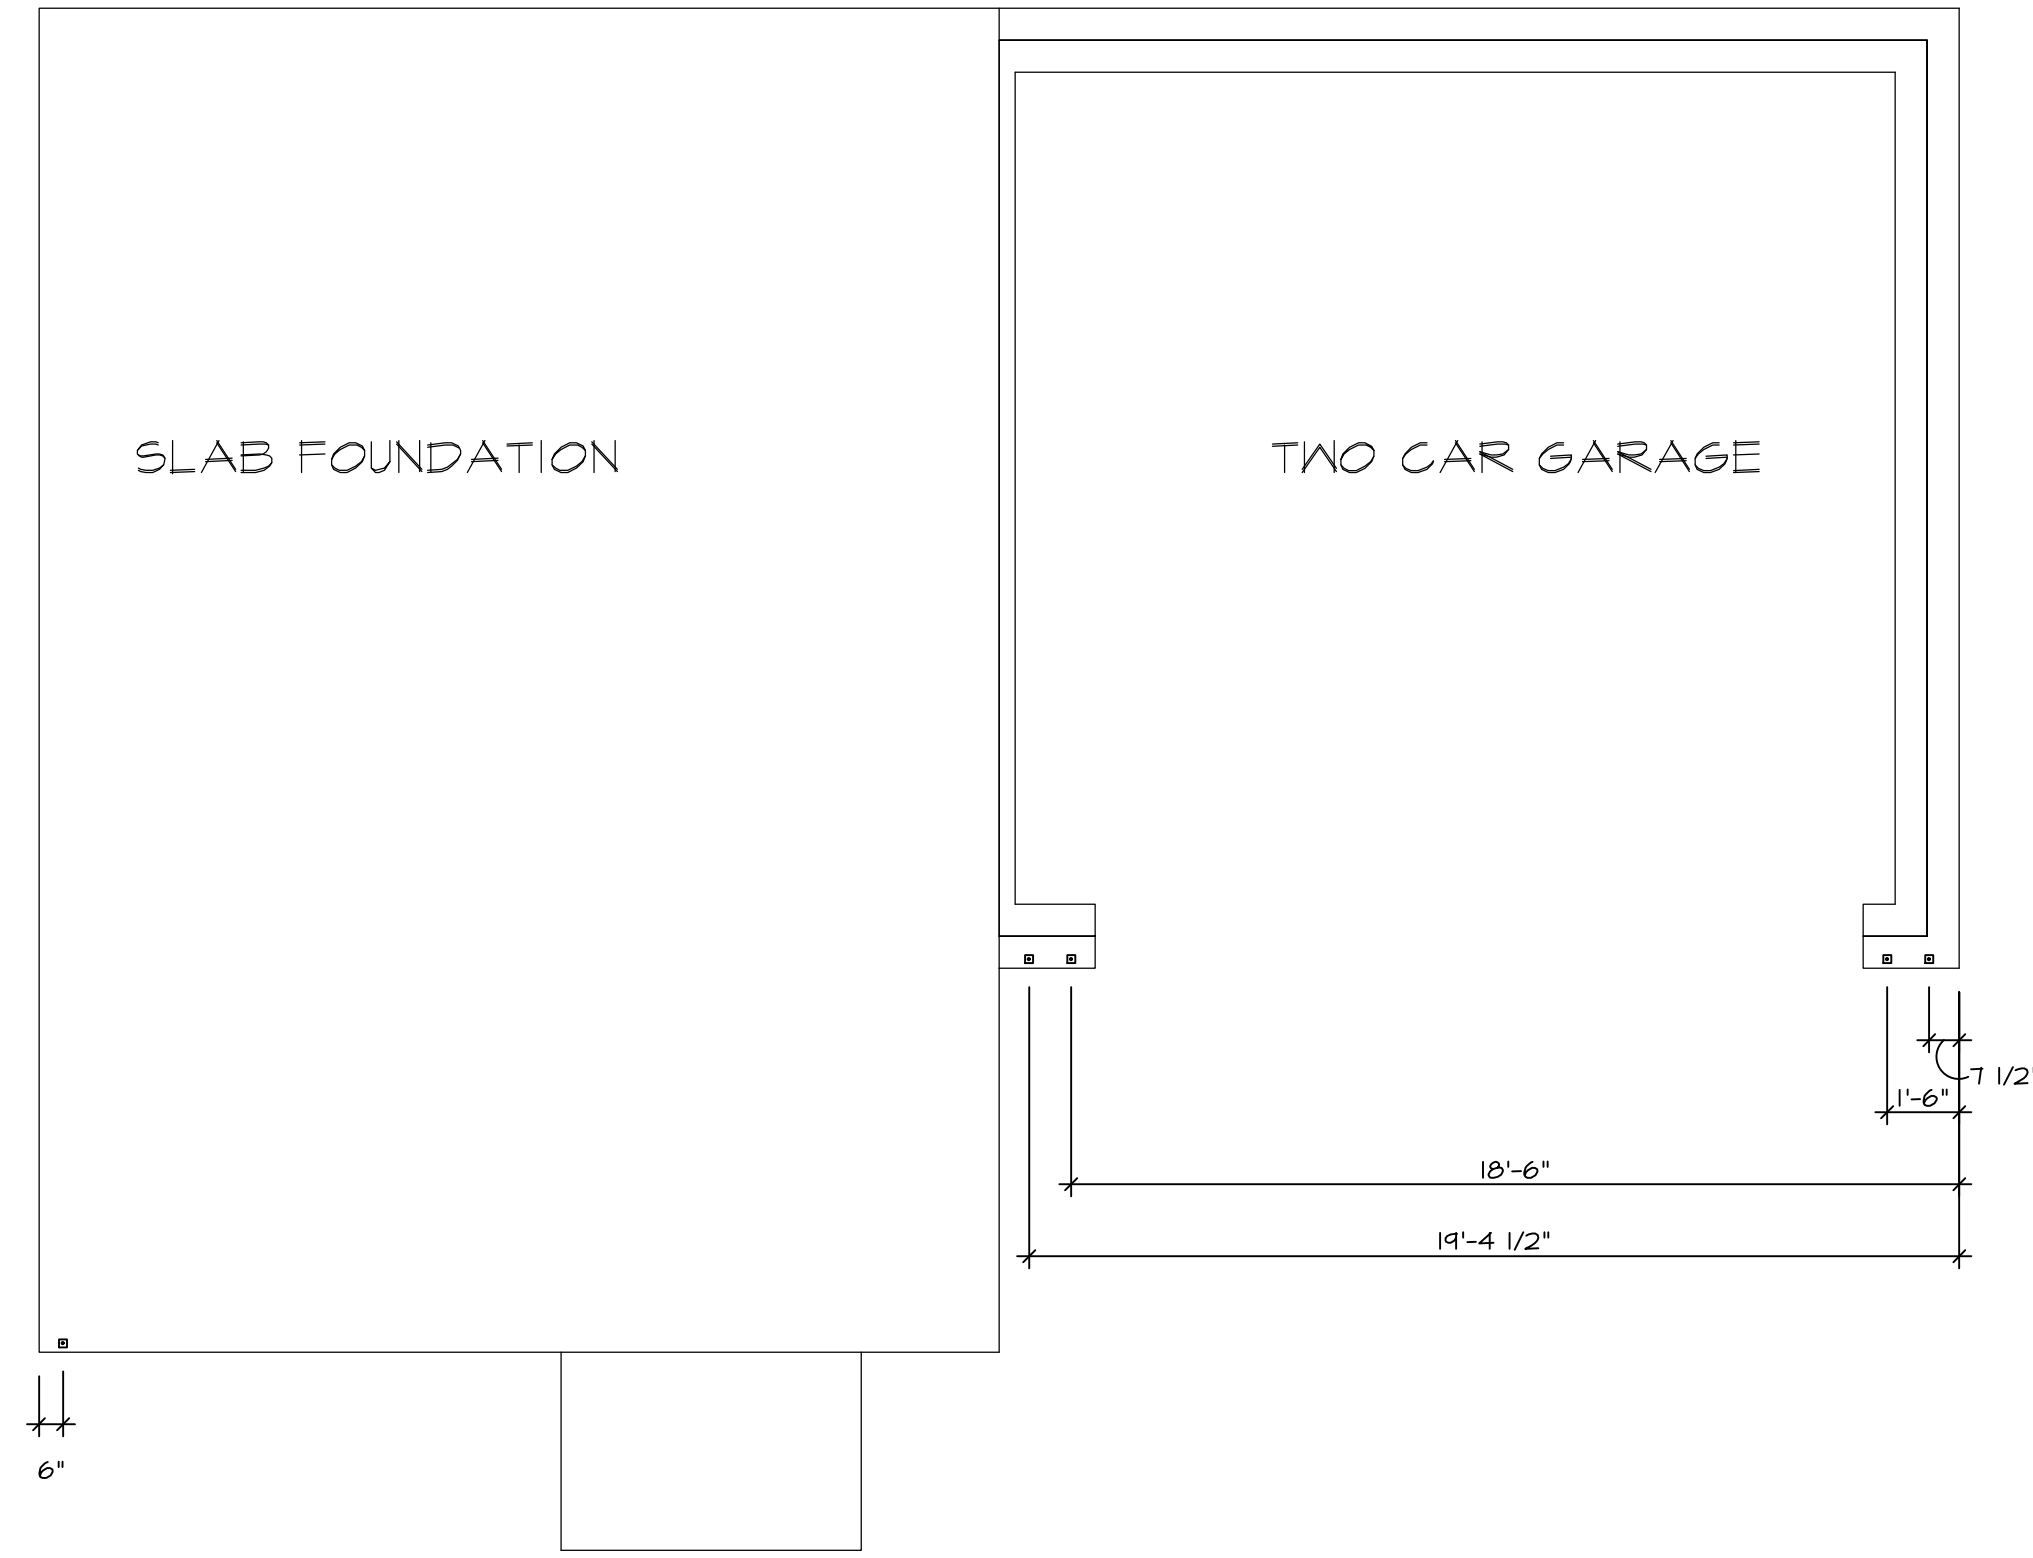 SLAB FOUNDATION
TWO CAR GARAGE
7 1/2"
1'-6"
18'-6"
19'-4 1/2"
6"